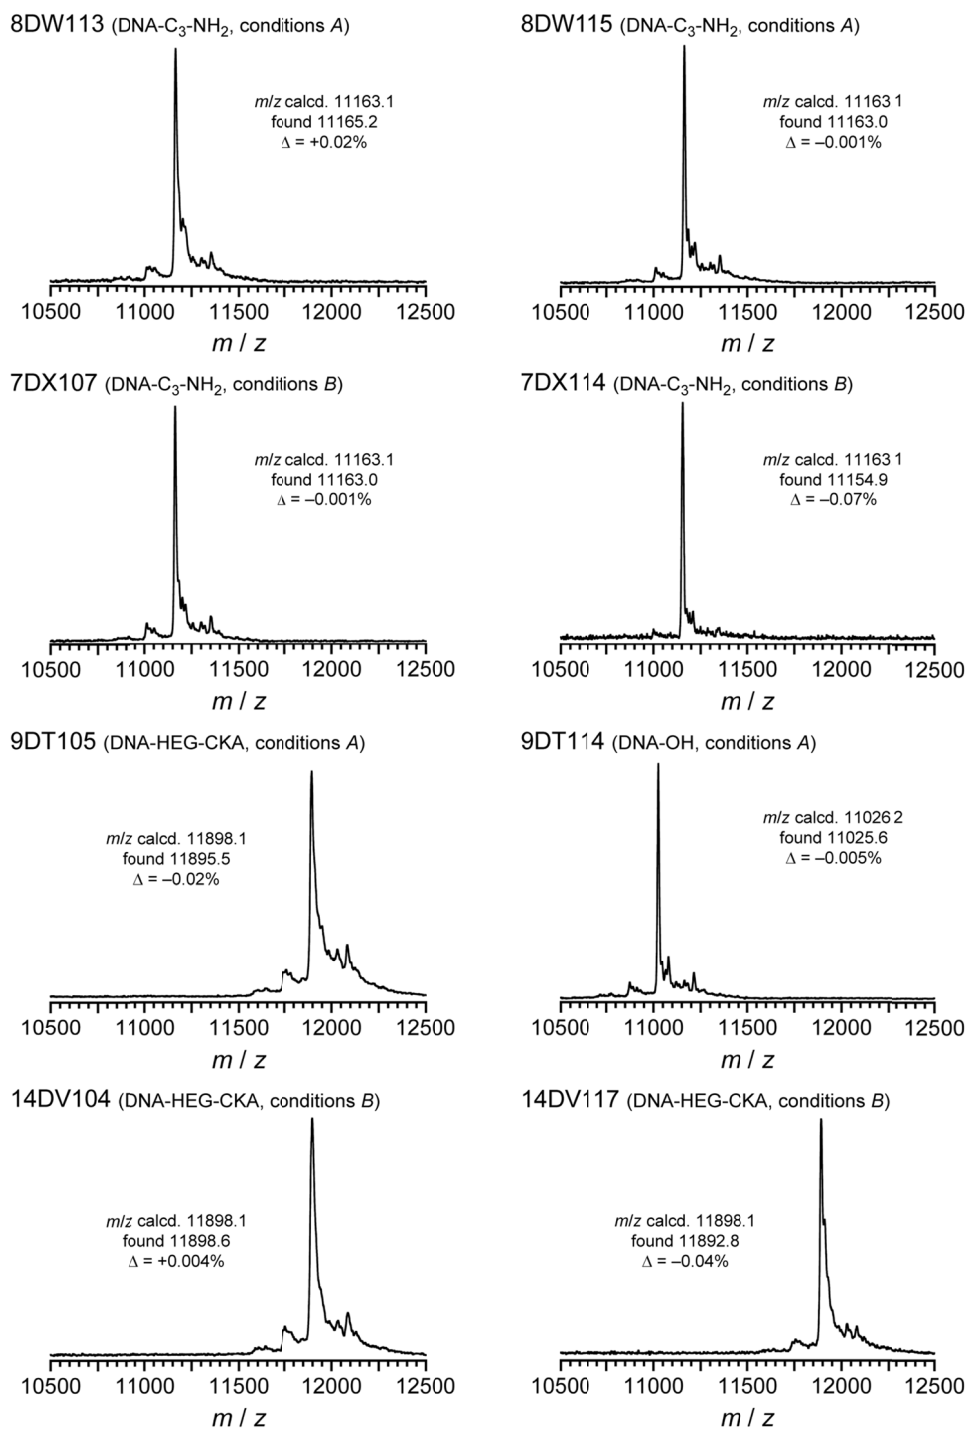 8DW113 (DNA-C3-NH2, conditions A)
m/z calcd. 11163.1
found 11165.2
Δ = +0.02%
10500 11000 11500 12000 12500
m / z
8DW115 (DNA-C3-NH2, conditions A)
m/z calcd. 11163 1
found 11163.0
Δ = –0.001%
10500 11000 11500 12000 12500
m / z
7DX107 (DNA-C3-NH2, conditions B)
m/z calcd. 11163.1
found 11163.0
Δ = –0.001%
10500 11000 11500 12000 12500
m / z
7DX114 (DNA-C3-NH2, conditions B)
m/z calcd. 11163 1
found 11154.9
Δ = –0.07%
10500 11000 11500 12000 12500
m / z
9DT105 (DNA-HEG-CKA, conditions A)
m/z calcd. 11898.1
found 11895.5
Δ = –0.02%
10500 11000 11500 12000 12500
m / z
9DT114 (DNA-OH, conditions A)
m/z calcd. 11026 2
found 11025.6
Δ = –0.005%
10500 11000 11500 12000 12500
m / z
14DV104 (DNA-HEG-CKA, conditions B)
m/z calcd. 11898.1
found 11898.6
Δ = +0.004%
10500 11000 11500 12000 12500
m / z
14DV117 (DNA-HEG-CKA, conditions B)
m/z calcd. 11898.1
found 11892.8
Δ = –0.04%
10500 11000 11500 12000 12500
m / z